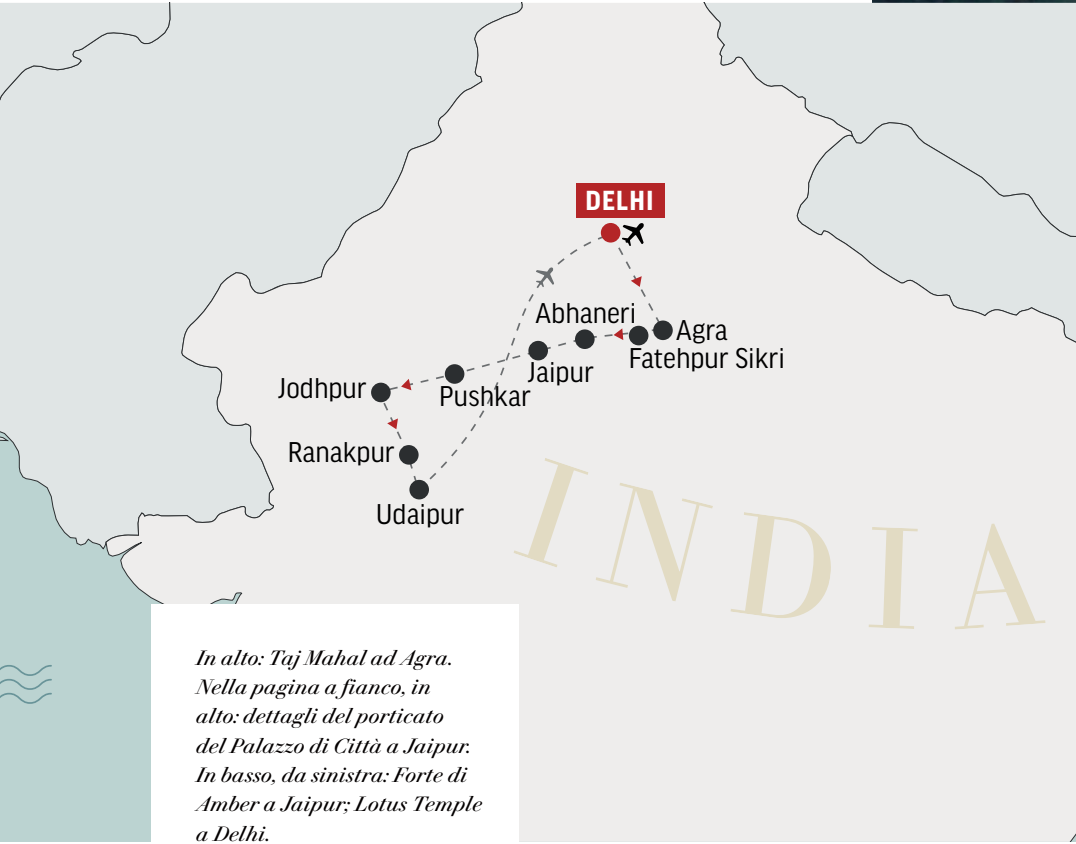 DELHI
Abhaneri
Agra
Fatehpur Sikri
Jaipur
Jodhpur
Pushkar
Ranakpur
Udaipur
INDIA
In alto: Taj Mahal ad Agra.
Nella pagina a fianco, in
alto: dettagli del porticato
del Palazzo di Città a Jaipur.
In basso, da sinistra: Forte di
Amber a Jaipur; Lotus Temple
a Delhi.